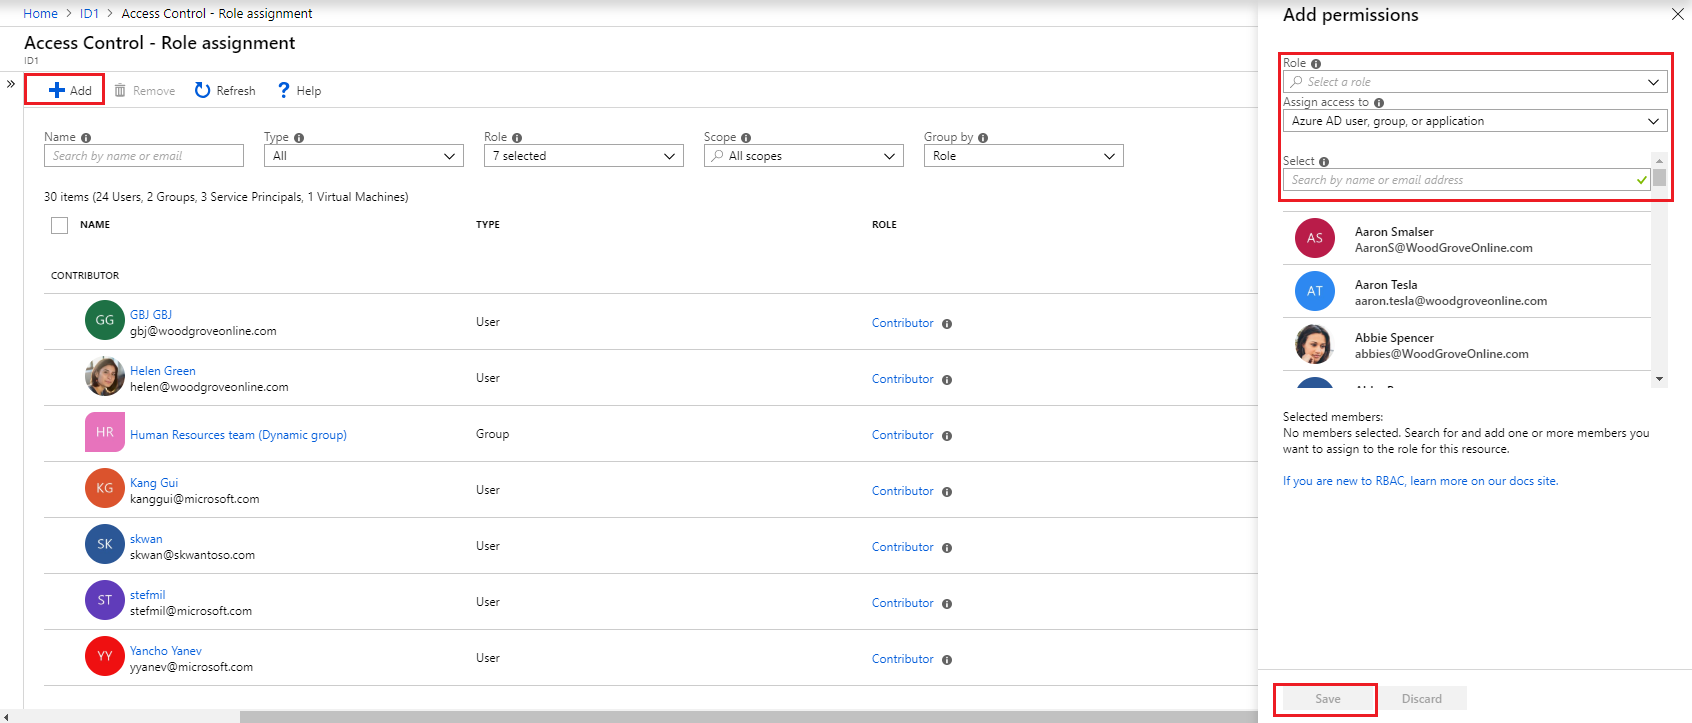 Home > ID1 > Access Control - Role assignment
Access Control - Role assignment
ID1
Add Remove Refresh Help
Name Type Role Scope Group by
Search by name or email All 7 selected All scopes Role
30 items (24 Users, 2 Groups, 3 Service Principals, 1 Virtual Machines)
NAME TYPE ROLE
CONTRIBUTOR
GG GBJ GBJ
gbj@woodgroveonline.com
User Contributor
Helen Green
helen@woodgroveonline.com
User Contributor
HR Human Resources team (Dynamic group) Group Contributor
KG Kang Gui
kanggui@microsoft.com
User Contributor
SK skwan
skwan@skwantoso.com
User Contributor
ST stefmil
stefmil@microsoft.com
User Contributor
YY Yancho Yanev
yyanev@microsoft.com
User Contributor
Add permissions
Role
Select a role
Assign access to
Azure AD user, group, or application
Select
Search by name or email address
AS Aaron Smalser
AaronS@WoodGroveOnline.com
AT Aaron Tesla
aaron.tesla@woodgroveonline.com
Abbie Spencer
abbies@WoodGroveOnline.com
Selected members:
No members selected. Search for and add one or more members you
want to assign to the role for this resource.
If you are new to RBAC, learn more on our docs site.
Save Discard